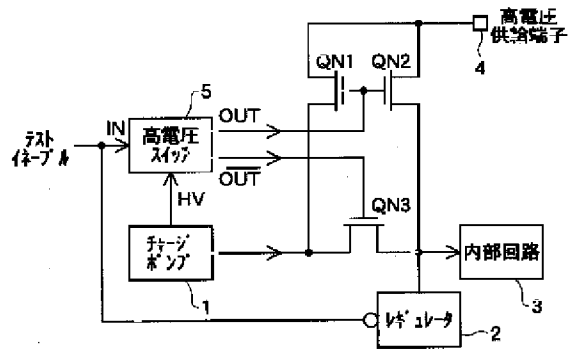 高電圧
供給端子
4
QN1
QN2
5
OUT
テスト
イネーブル
IN
高電圧
スイッチ
OUT
HV
QN3
チャージ
ポンプ
1
内部回路
3
レギュレータ
2